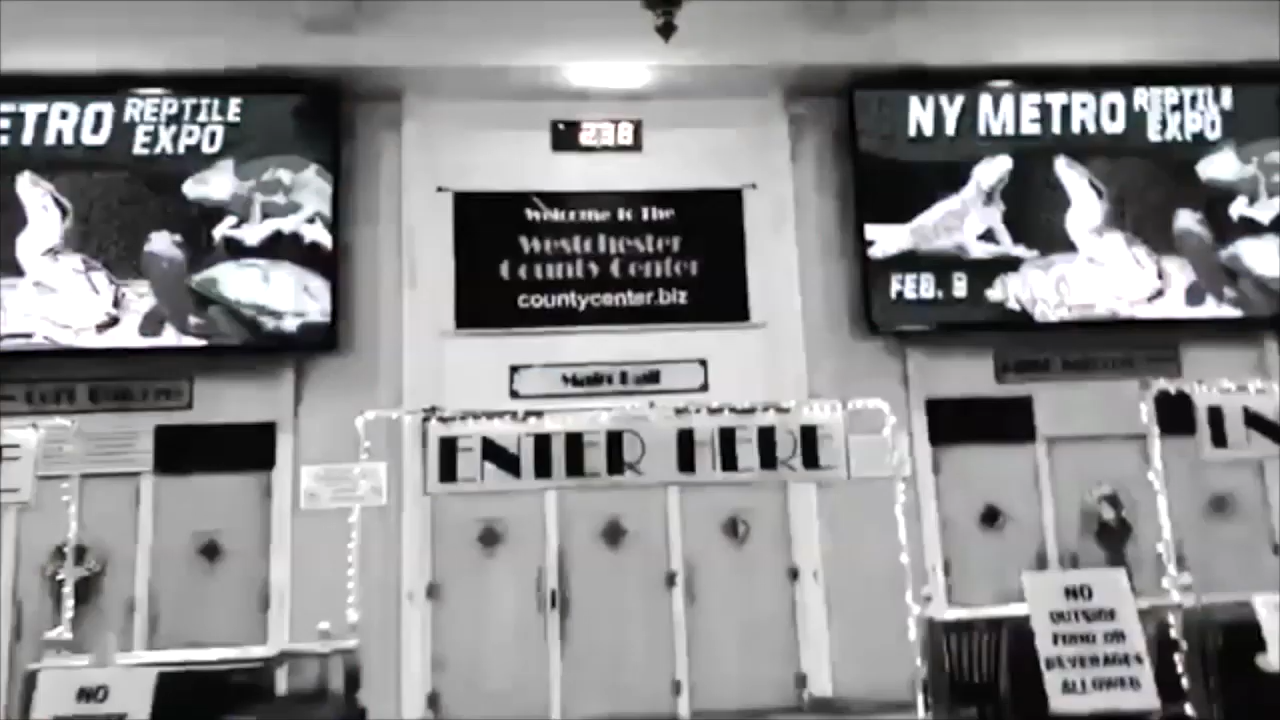 ETRO REPTILE
EXPO
NY METRO REPTILE
EXPO
FEB. 9
Welcome to The
Westchester
County Center
countycenter.biz
Main Hall
ENTER HERE
IN
NO
NO
OUTSIDE
FOOD OR
BEVERAGES
ALLOWED